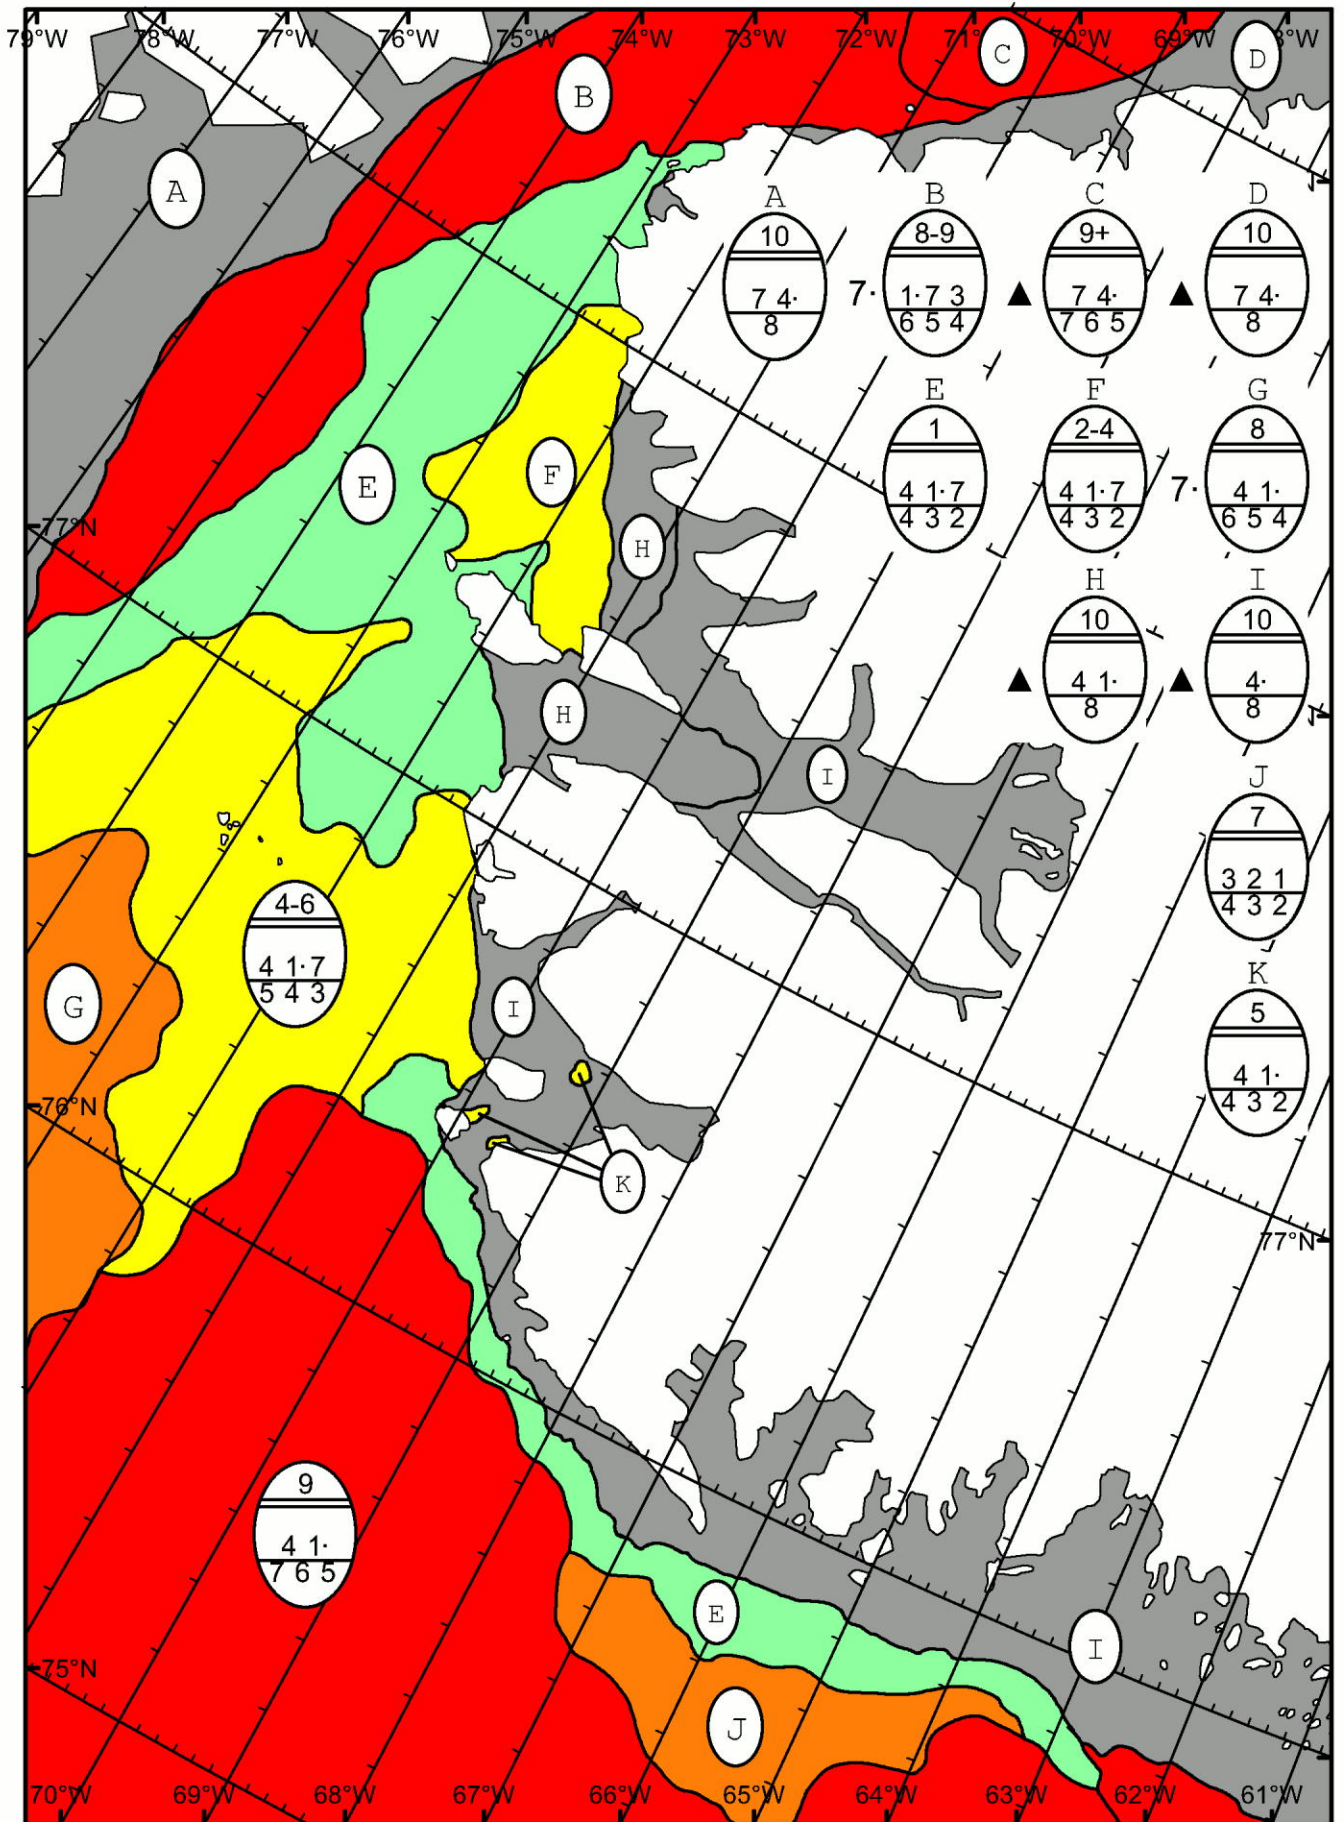 79°W 78°W 77°W 76°W 75°W 74°W 73°W 72°W 71°W 70°W 69°W 8°W
C
D
B
A
A B C D
10 8-9 9+ 10
7 4· 7· 1·7 3 ▲ 7 4· ▲ 7 4·
8 6 5 4 7 6 5 8
E F G
1 2-4 8
4 1·7 4 1·7 7· 4 1·
4 3 2 4 3 2 6 5 4
F
E
77°N
H
H I
10 10
▲ 4 1· ▲ 4·
8 8
H
I
J
7
3 2 1
4 3 2
4-6
4 1·7
5 4 3
G
I
K
5
4 1·
4 3 2
76°N
K
77°N
9
4 1·
7 6 5
E
I
75°N
J
70°W 69°W 68°W 67°W 66°W 65°W 64°W 63°W 62°W 61°W